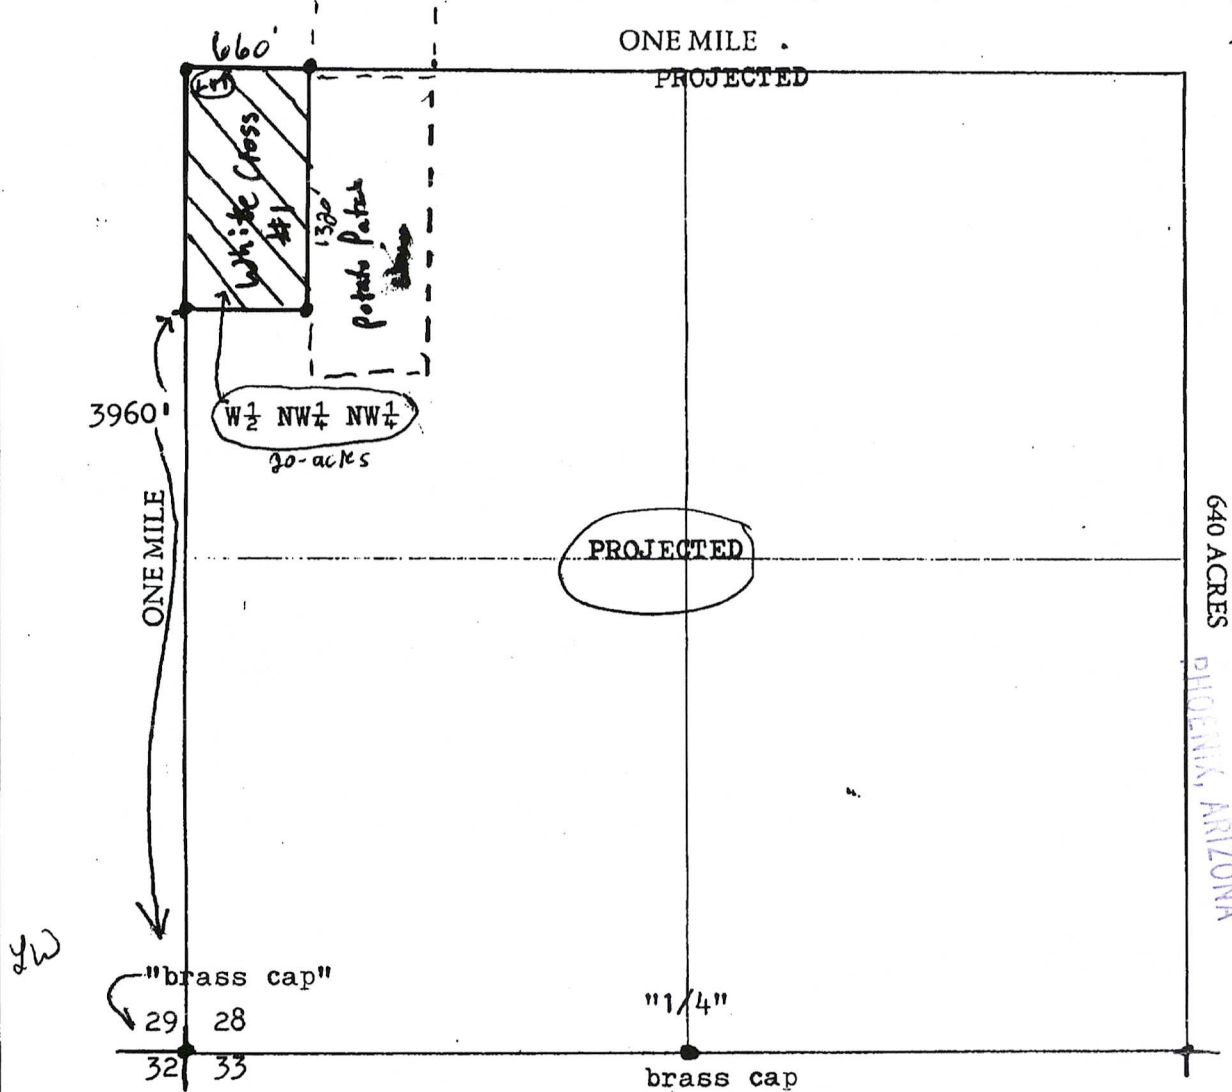 660'
ONE MILE
PROJECTED
White Cross
#1
1320'
Potato Patch
3960'
W½ NW¼ NW¼
20-acres
ONE MILE
PROJECTED
640 ACRES
PHOENIX, ARIZONA
"brass cap"
"1/4"
29 28
32 33
brass cap